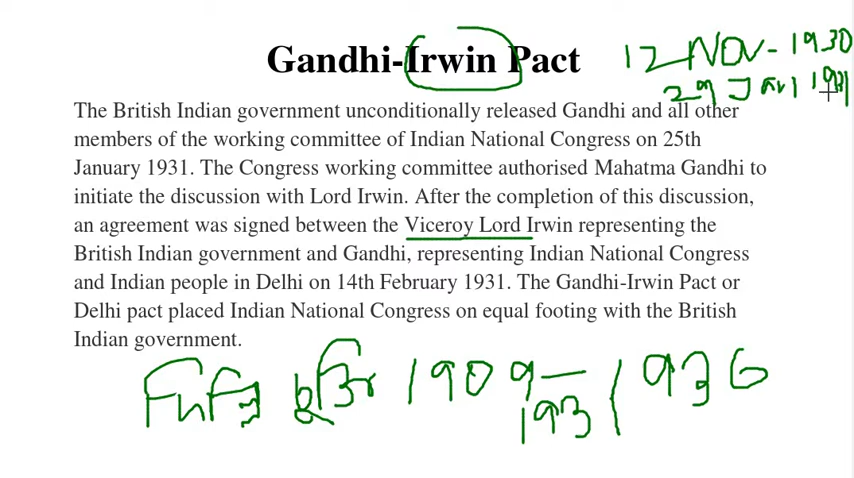 Gandhi-Irwin Pact
12 NOV - 1930
29 Jan 1931
The British Indian government unconditionally released Gandhi and all other
members of the working committee of Indian National Congress on 25th
January 1931. The Congress working committee authorised Mahatma Gandhi to
initiate the discussion with Lord Irwin. After the completion of this discussion,
an agreement was signed between the Viceroy Lord Irwin representing the
British Indian government and Gandhi, representing Indian National Congress
and Indian people in Delhi on 14th February 1931. The Gandhi-Irwin Pact or
Delhi pact placed Indian National Congress on equal footing with the British
Indian government.
1909 - 1936
1931